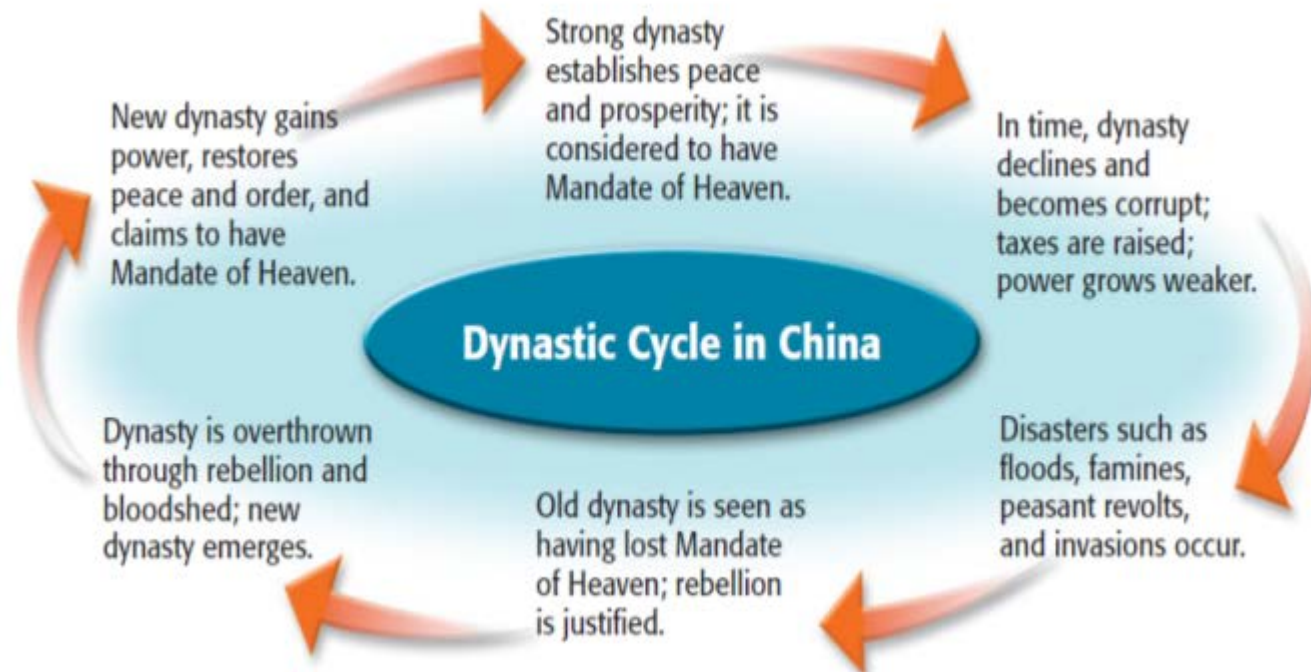 Strong dynasty
establishes peace
and prosperity; it is
considered to have
Mandate of Heaven.
In time, dynasty
declines and
becomes corrupt;
taxes are raised;
power grows weaker.
Disasters such as
floods, famines,
peasant revolts,
and invasions occur.
Old dynasty is seen as
having lost Mandate
of Heaven; rebellion
is justified.
Dynasty is overthrown
through rebellion and
bloodshed; new
dynasty emerges.
New dynasty gains
power, restores
peace and order, and
claims to have
Mandate of Heaven.
Dynastic Cycle in China